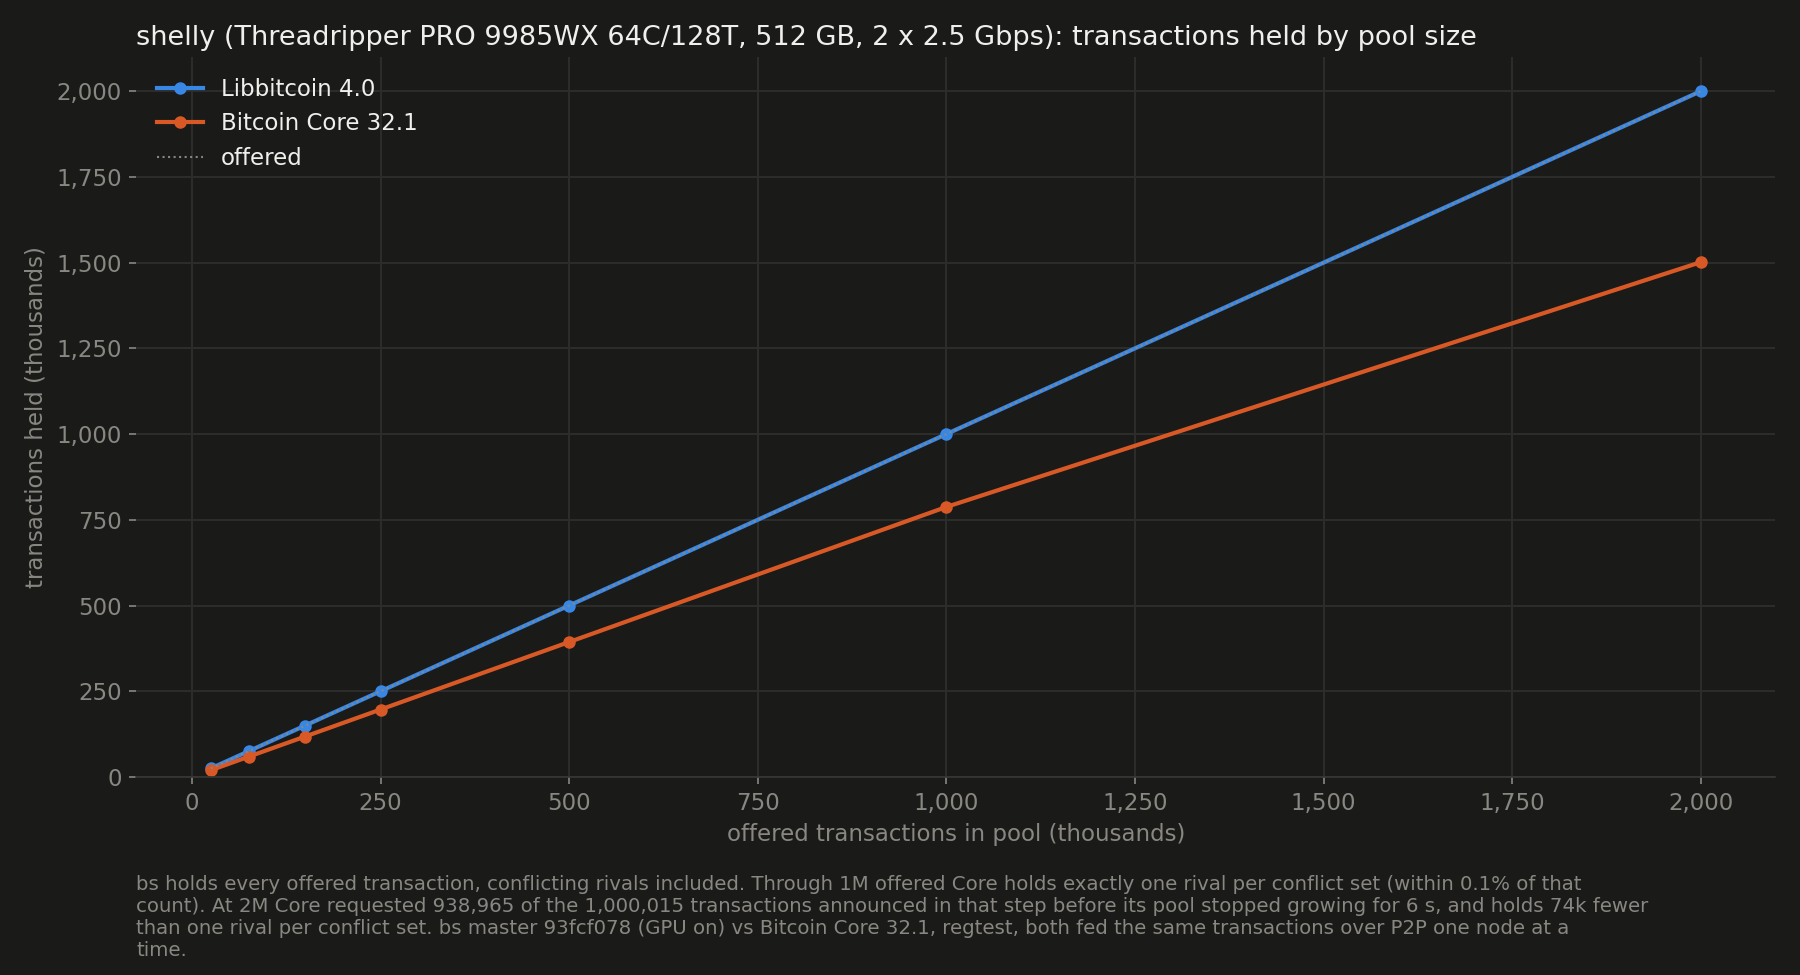 shelly (Threadripper PRO 9985WX 64C/128T, 512 GB, 2 x 2.5 Gbps): transactions held by pool size
Libbitcoin 4.0
Bitcoin Core 32.1
offered
transactions held (thousands)
2,000
1,750
1,500
1,250
1,000
750
500
250
0
0 250 500 750 1,000 1,250 1,500 1,750 2,000
offered transactions in pool (thousands)
bs holds every offered transaction, conflicting rivals included. Through 1M offered Core holds exactly one rival per conflict set (within 0.1% of that
count). At 2M Core requested 938,965 of the 1,000,015 transactions announced in that step before its pool stopped growing for 6 s, and holds 74k fewer
than one rival per conflict set. bs master 93fcf078 (GPU on) vs Bitcoin Core 32.1, regtest, both fed the same transactions over P2P one node at a
time.